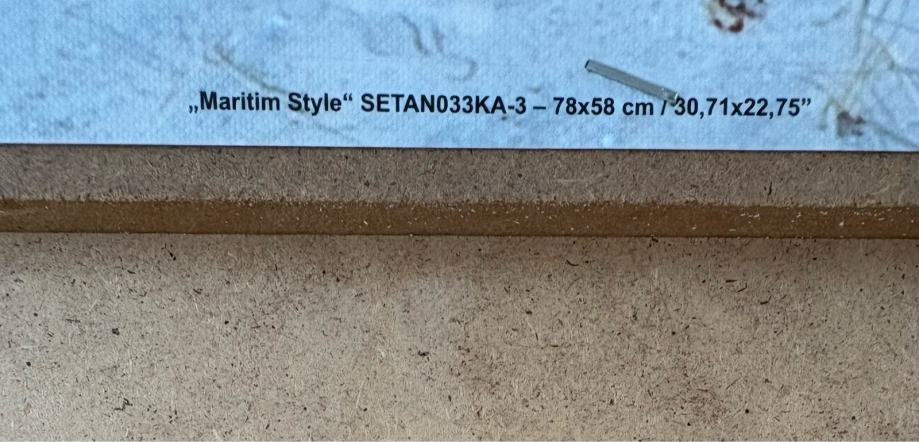 „Maritim Style“ SETAN033KA-3 – 78x58 cm / 30,71x22,75”